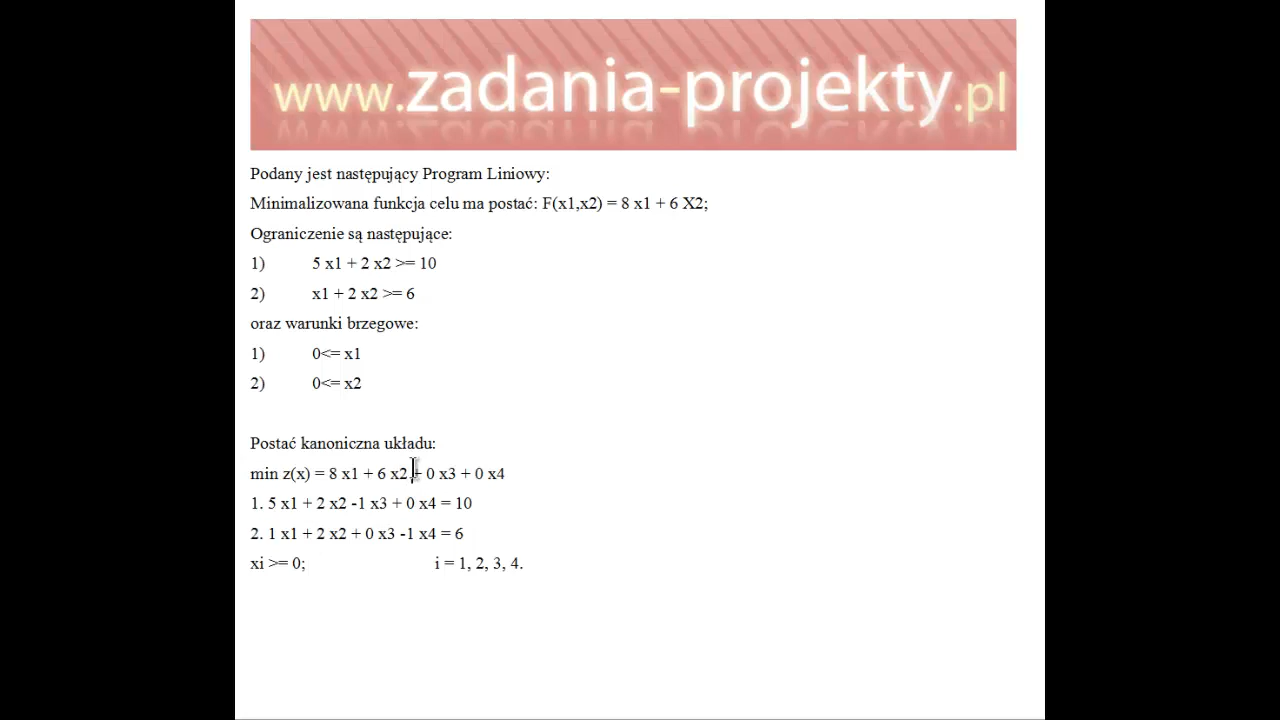 www.zadania-projekty.pl
Podany jest następujący Program Liniowy:
Minimalizowana funkcja celu ma postać: F(x1,x2) = 8 x1 + 6 X2;
Ograniczenie są następujące:
1) 5 x1 + 2 x2 >= 10
2) x1 + 2 x2 >= 6
oraz warunki brzegowe:
1) 0<= x1
2) 0<= x2
Postać kanoniczna układu:
min z(x) = 8 x1 + 6 x2 + 0 x3 + 0 x4
1. 5 x1 + 2 x2 -1 x3 + 0 x4 = 10
2. 1 x1 + 2 x2 + 0 x3 -1 x4 = 6
xi >= 0; i = 1, 2, 3, 4.